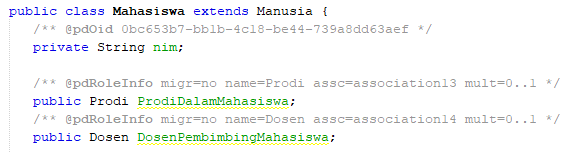 public class Mahasiswa extends Manusia {
/** @pdOid 0bc653b7-bb1b-4c18-be44-739a8dd63aef */
private String nim;
/** @pdRoleInfo migr=no name=Prodi assc=association13 mult=0..1 */
public Prodi ProdiDalamMahasiswa;
/** @pdRoleInfo migr=no name=Dosen assc=association14 mult=0..1 */
public Dosen DosenPembimbingMahasiswa;